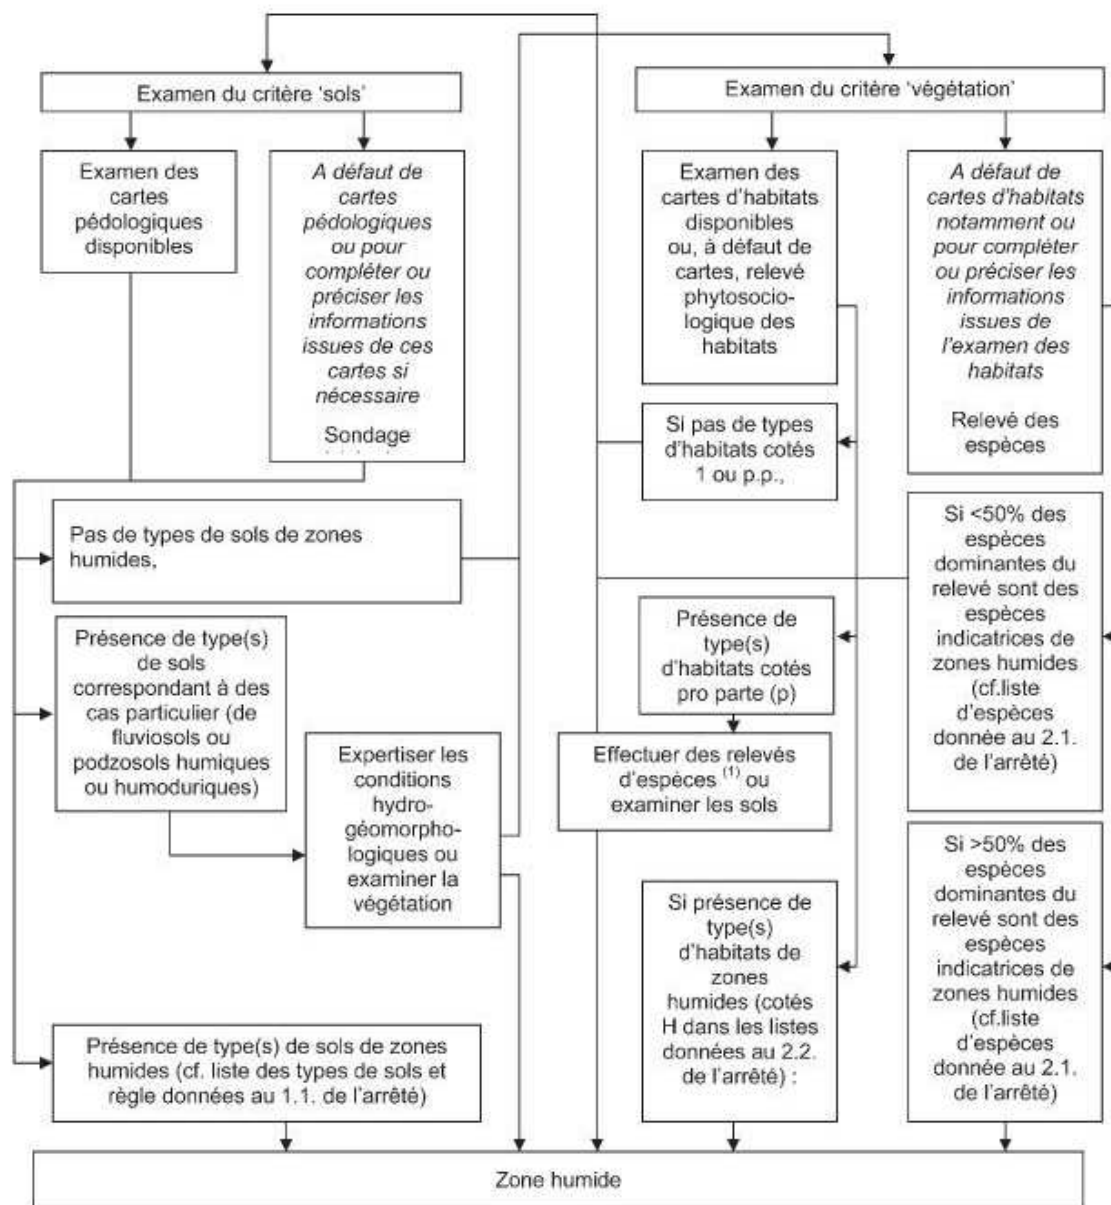 Examen du critère ‘sols’
Examen des
cartes
pédologiques
disponibles
A défaut de
cartes
pédologiques
ou pour
compléter ou
préciser les
informations
issues de ces
cartes si
nécessaire
Sondage
Pas de types de sols de zones
humides,
Présence de type(s)
de sols
correspondant à des
cas particulier (de
fluviosols ou
podzosols humiques
ou humoduriques)
Expertiser les
conditions
hydro-
géomorpho-
logiques ou
examiner la
végétation
Présence de type(s) de sols de zones
humides (cf. liste des types de sols et
règle données au 1.1. de l’arrêté)
Examen du critère ‘végétation’
Examen des
cartes d’habitats
disponibles
ou, à défaut de
cartes, relevé
phytosocio-
logique des
habitats
Si pas de types
d’habitats cotés
1 ou p.p.,
Présence de
type(s)
d’habitats cotés
pro parte (p)
Effectuer des relevés
d’espèces (1) ou
examiner les sols
Si présence de
type(s)
d’habitats de
zones
humides (cotés
H dans les listes
données au 2.2.
de l’arrêté) :
A défaut de
cartes d’habitats
notamment ou
pour compléter
ou préciser les
informations
issues de
l’examen des
habitats
Relevé des
espèces
Si <50% des
espèces
dominantes du
relevé sont des
espèces
indicatrices de
zones humides
(cf.liste
d’espèces
donnée au 2.1.
de l’arrêté)
Si >50% des
espèces
dominantes du
relevé sont des
espèces
indicatrices de
zones humides
(cf.liste
d’espèces
donnée au 2.1.
de l’arrêté)
Zone humide